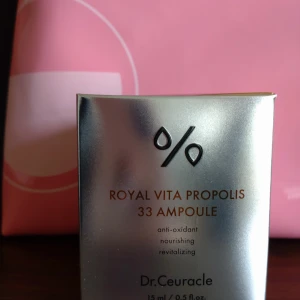 ROYAL VITA PROPOLIS
33 AMPOULE
anti-oxidant
nourishing
revitalizing
Dr.Ceuracle
15 ml / 0.5 fl.oz.